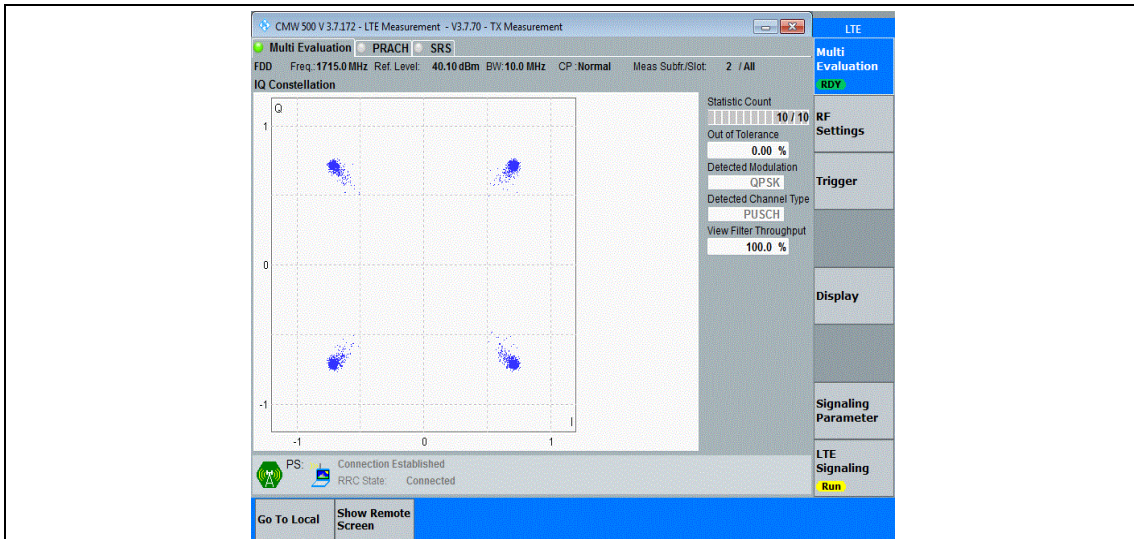 CMW 500 V 3.7.172 - LTE Measurement - V3.7.70 - TX Measurement
LTE
Multi Evaluation PRACH SRS
FDD Freq.:1715.0 MHz Ref. Level: 40.10 dBm BW:10.0 MHz CP :Normal Meas Subfr./Slot: 2 / All
IQ Constellation
Q
1
0
-1
-1 0 1
I
Statistic Count
10 / 10
Out of Tolerance
0.00 %
Detected Modulation
QPSK
Detected Channel Type
PUSCH
View Filter Throughput
100.0 %
Multi
Evaluation
RDY
RF
Settings
Trigger
Display
Signaling
Parameter
LTE
Signaling
Run
PS: Connection Established
RRC State: Connected
Go To Local
Show Remote
Screen